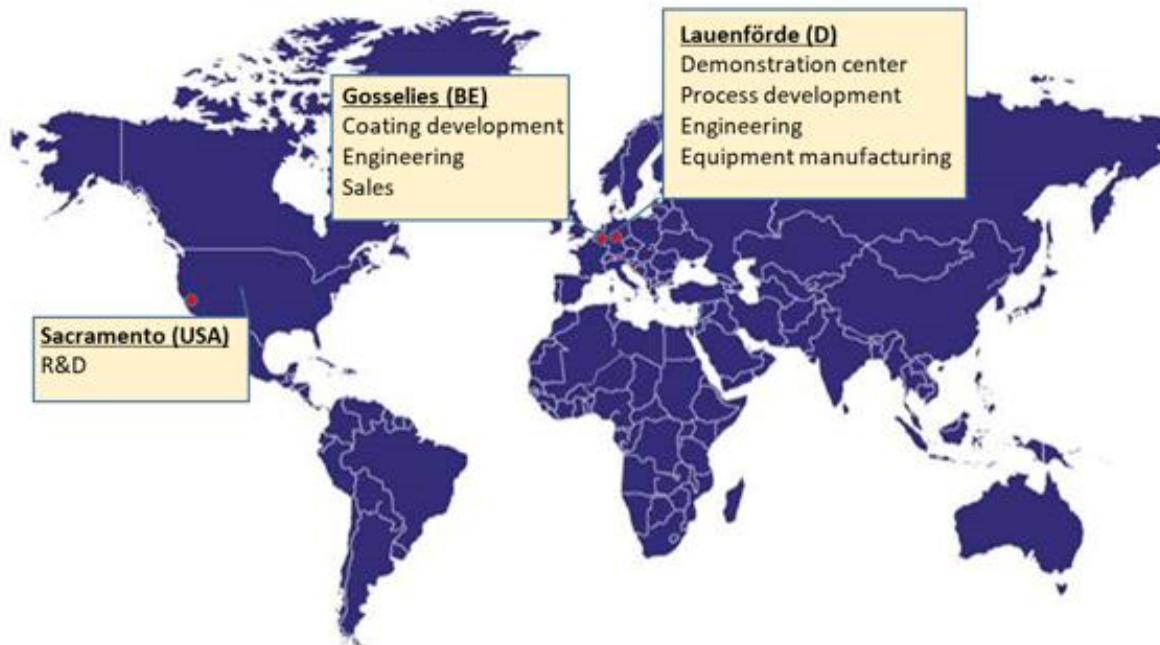 Lauenförde (D)
Demonstration center
Process development
Engineering
Equipment manufacturing
Gosselies (BE)
Coating development
Engineering
Sales
Sacramento (USA)
R&D